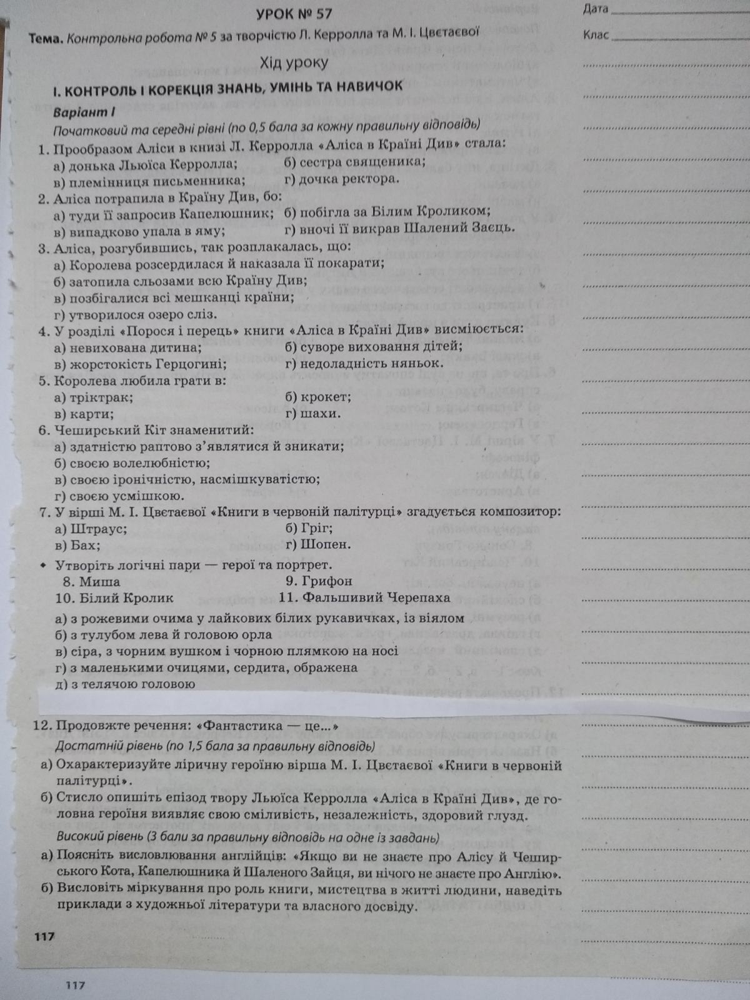 УРОК № 57
Дата
Тема. Контрольна робота № 5 за творчістю Л. Керролла та М. І. Цвєтаєвої
Клас
Хід уроку
І. КОНТРОЛЬ І КОРЕКЦІЯ ЗНАНЬ, УМІНЬ ТА НАВИЧОК
Варіант І
Початковий та середні рівні (по 0,5 бала за кожну правильну відповідь)
1. Прообразом Аліси в книзі Л. Керролла «Аліса в Країні Див» стала:
а) донька Льюїса Керролла; б) сестра священика;
в) племінниця письменника; г) дочка ректора.
2. Аліса потрапила в Країну Див, бо:
а) туди її запросив Капелюшник; б) побігла за Білим Кроликом;
в) випадково упала в яму; г) вночі її викрав Шалений Заєць.
3. Аліса, розгубившись, так розплакалась, що:
а) Королева розсердилася й наказала її покарати;
б) затопила сльозами всю Країну Див;
в) позбігалися всі мешканці країни;
г) утворилося озеро сліз.
4. У розділі «Порося і перець» книги «Аліса в Країні Див» висміюється:
а) невихована дитина; б) суворе виховання дітей;
в) жорстокість Герцогині; г) недоладність няньок.
5. Королева любила грати в:
а) тріктрак; б) крокет;
в) карти; г) шахи.
6. Чеширський Кіт знаменитий:
а) здатністю раптово з’являтися й зникати;
б) своєю волелюбністю;
в) своєю іронічністю, насмішкуватістю;
г) своєю усмішкою.
7. У вірші М. І. Цвєтаєвої «Книги в червоній палітурці» згадується композитор:
а) Штраус; б) Гріг;
в) Бах; г) Шопен.
• Утворіть логічні пари — герої та портрет.
8. Миша 9. Грифон
10. Білий Кролик 11. Фальшивий Черепаха
а) з рожевими очима у лайкових білих рукавичках, із віялом
б) з тулубом лева й головою орла
в) сіра, з чорним вушком і чорною плямкою на носі
г) з маленькими очицями, сердита, ображена
д) з телячою головою
12. Продовжте речення: «Фантастика — це...»
Достатній рівень (по 1,5 бала за правильну відповідь)
а) Охарактеризуйте ліричну героїню вірша М. І. Цвєтаєвої «Книги в червоній
палітурці».
б) Стисло опишіть епізод твору Льюїса Керролла «Аліса в Країні Див», де го-
ловна героїня виявляє свою сміливість, незалежність, здоровий глузд.
Високий рівень (3 бали за правильну відповідь на одне із завдань)
а) Поясніть висловлювання англійців: «Якщо ви не знаєте про Алісу й Чешир-
ського Кота, Капелюшника й Шаленого Зайця, ви нічого не знаєте про Англію».
б) Висловіть міркування про роль книги, мистецтва в житті людини, наведіть
приклади з художньої літератури та власного досвіду.
117
117